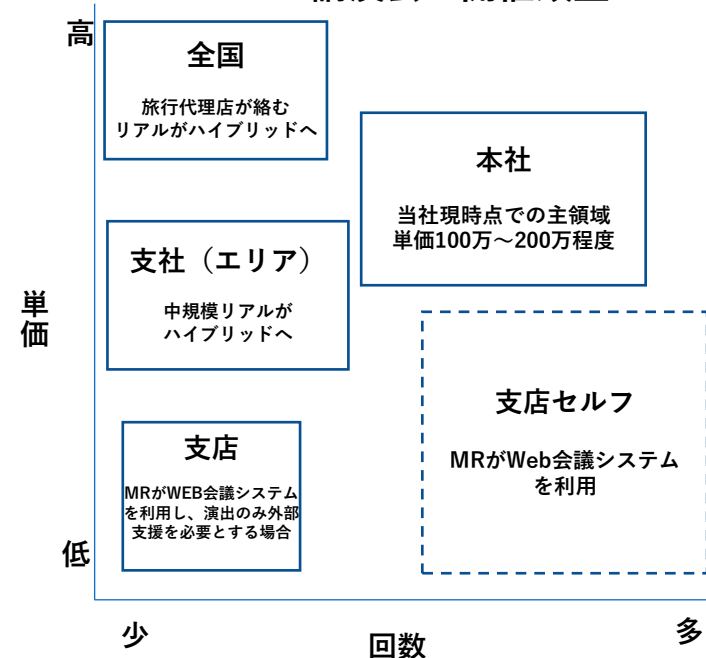 高
全国
旅行代理店が絡む
リアルがハイブリッドへ
本社
当社現時点での主領域
単価100万～200万程度
支社（エリア）
中規模リアルが
ハイブリッドへ
単価
支店セルフ
MRがWeb会議システム
を利用
支店
MRがWEB会議システム
を利用し、演出のみ外部
支援を必要とする場合
低
少
回数
多